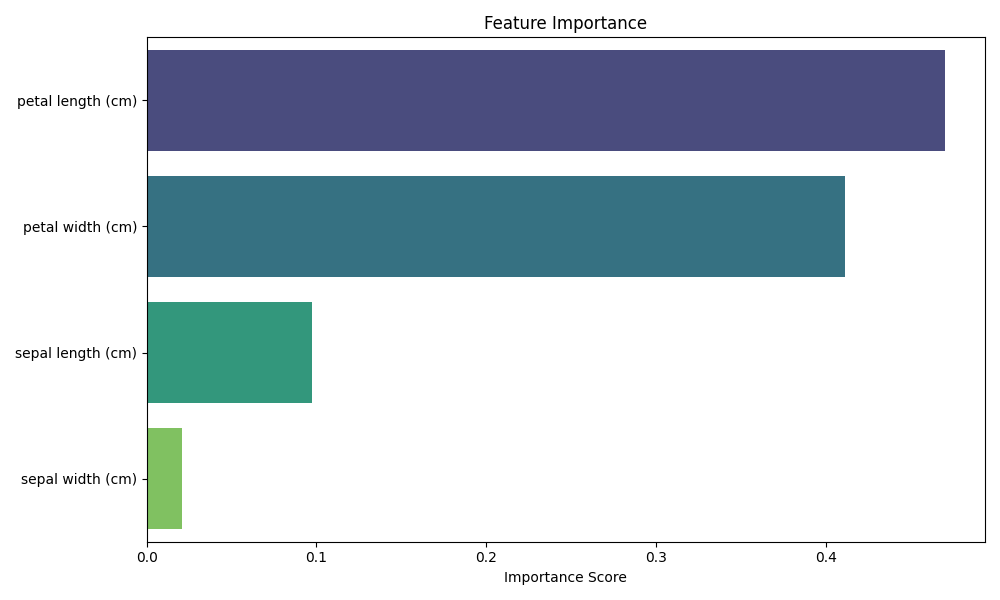 Feature Importance
petal length (cm)
petal width (cm)
sepal length (cm)
sepal width (cm)
0.0 0.1 0.2 0.3 0.4
Importance Score